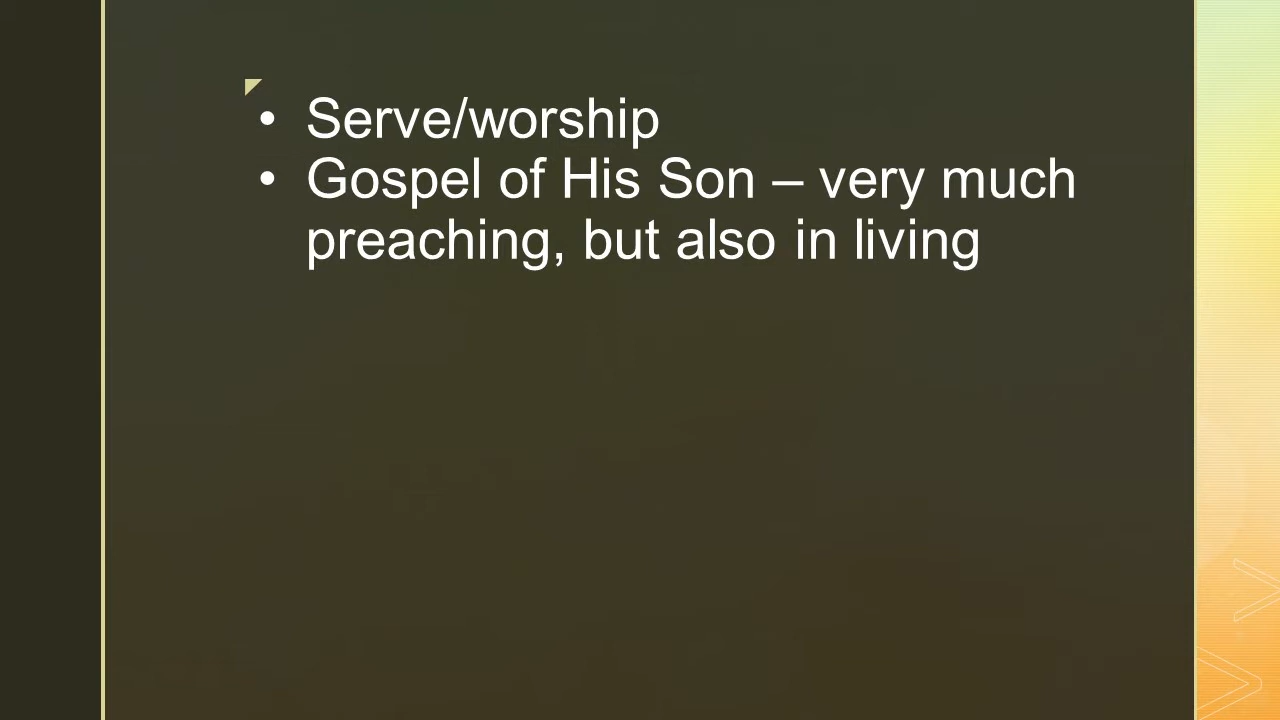 • Serve/worship
• Gospel of His Son – very much
preaching, but also in living